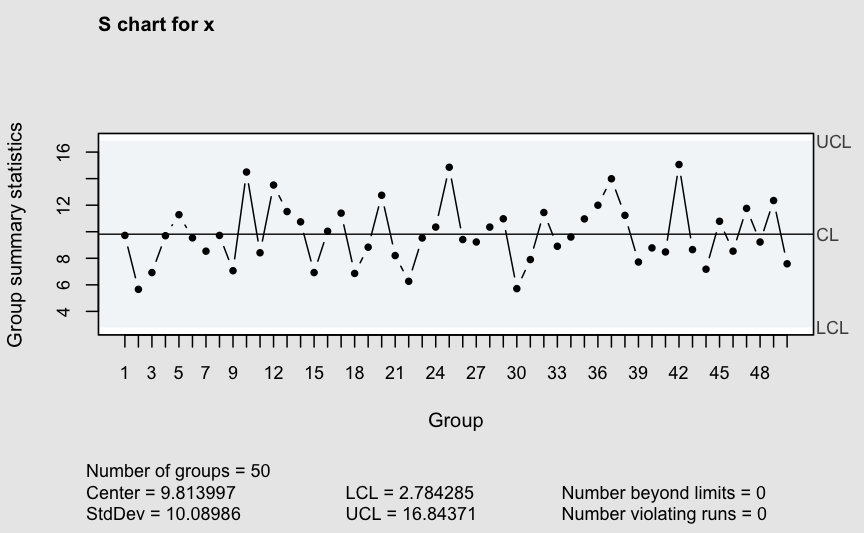 S chart for x
Group summary statistics
16
12
8
6
4
UCL
CL
LCL
1 3 5 7 9 12 15 18 21 24 27 30 33 36 39 42 45 48
Group
Number of groups = 50
Center = 9.813997 LCL = 2.784285 Number beyond limits = 0
StdDev = 10.08986 UCL = 16.84371 Number violating runs = 0